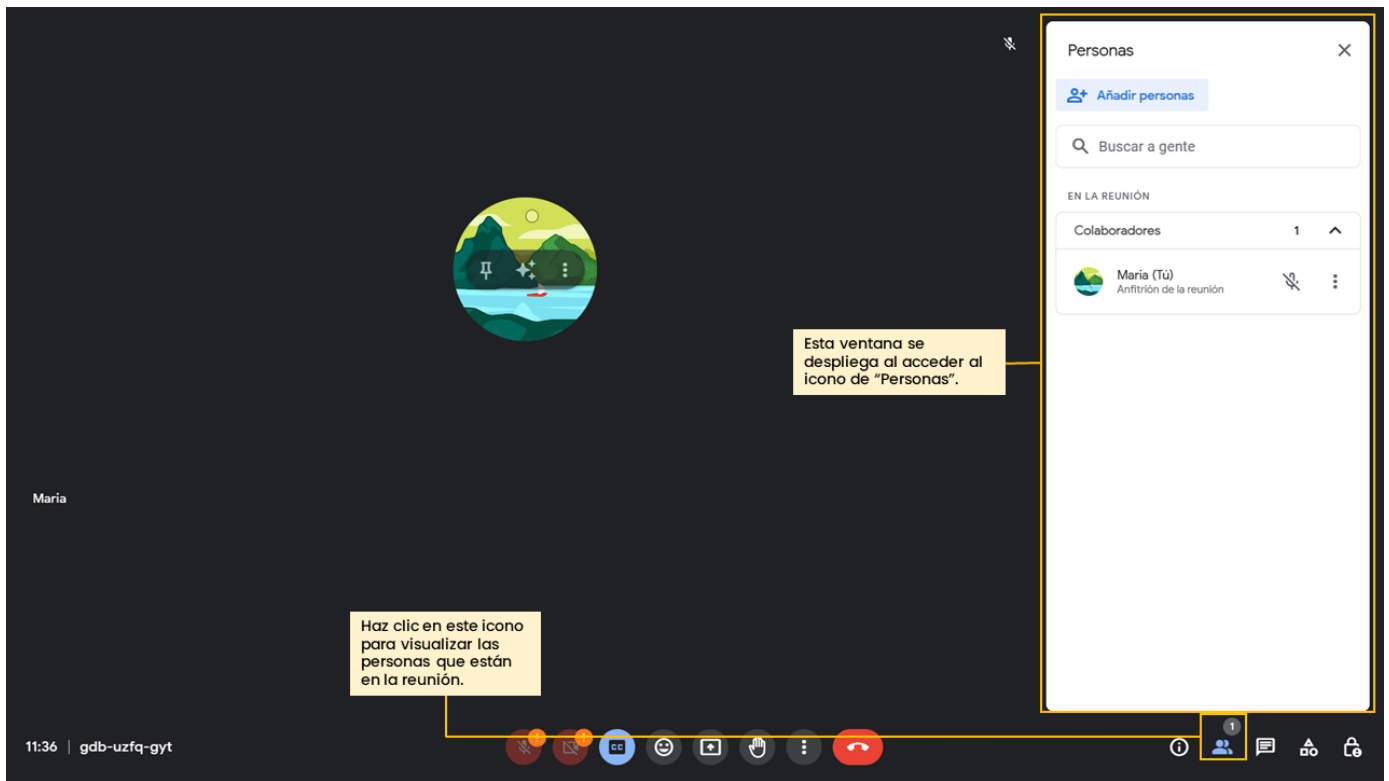 Personas
Añadir personas
Buscar a gente
EN LA REUNIÓN
Colaboradores 1
Maria (Tú)
Anfitrión de la reunión
Esta ventana se
despliega al acceder al
icono de “Personas”.
Maria
Haz clic en este icono
para visualizar las
personas que están
en la reunión.
11:36 | gdb-uzfq-gyt
! ! CC 1